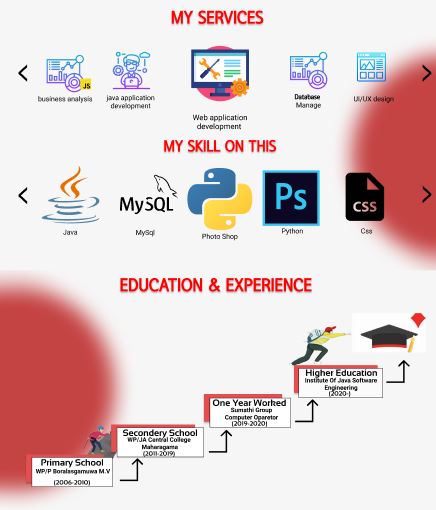 MY SERVICES
JS
business analysis
java application
development
Web application
development
Database
Manage
UI/UX design
MY SKILL ON THIS
MySQL
Ps
CSS
Java
MySql
Photo Shop
Python
Css
EDUCATION & EXPERIENCE
Higher Education
Institute Of Java Software
Engineering
(2020-)
One Year Worked
Sumathi Group
Computer Oparetor
(2019-2020)
Secondery School
WP/JA Central College
Maharagama
(2011-2019)
Primary School
WP/P Boralasgamuwa M.V
(2006-2010)